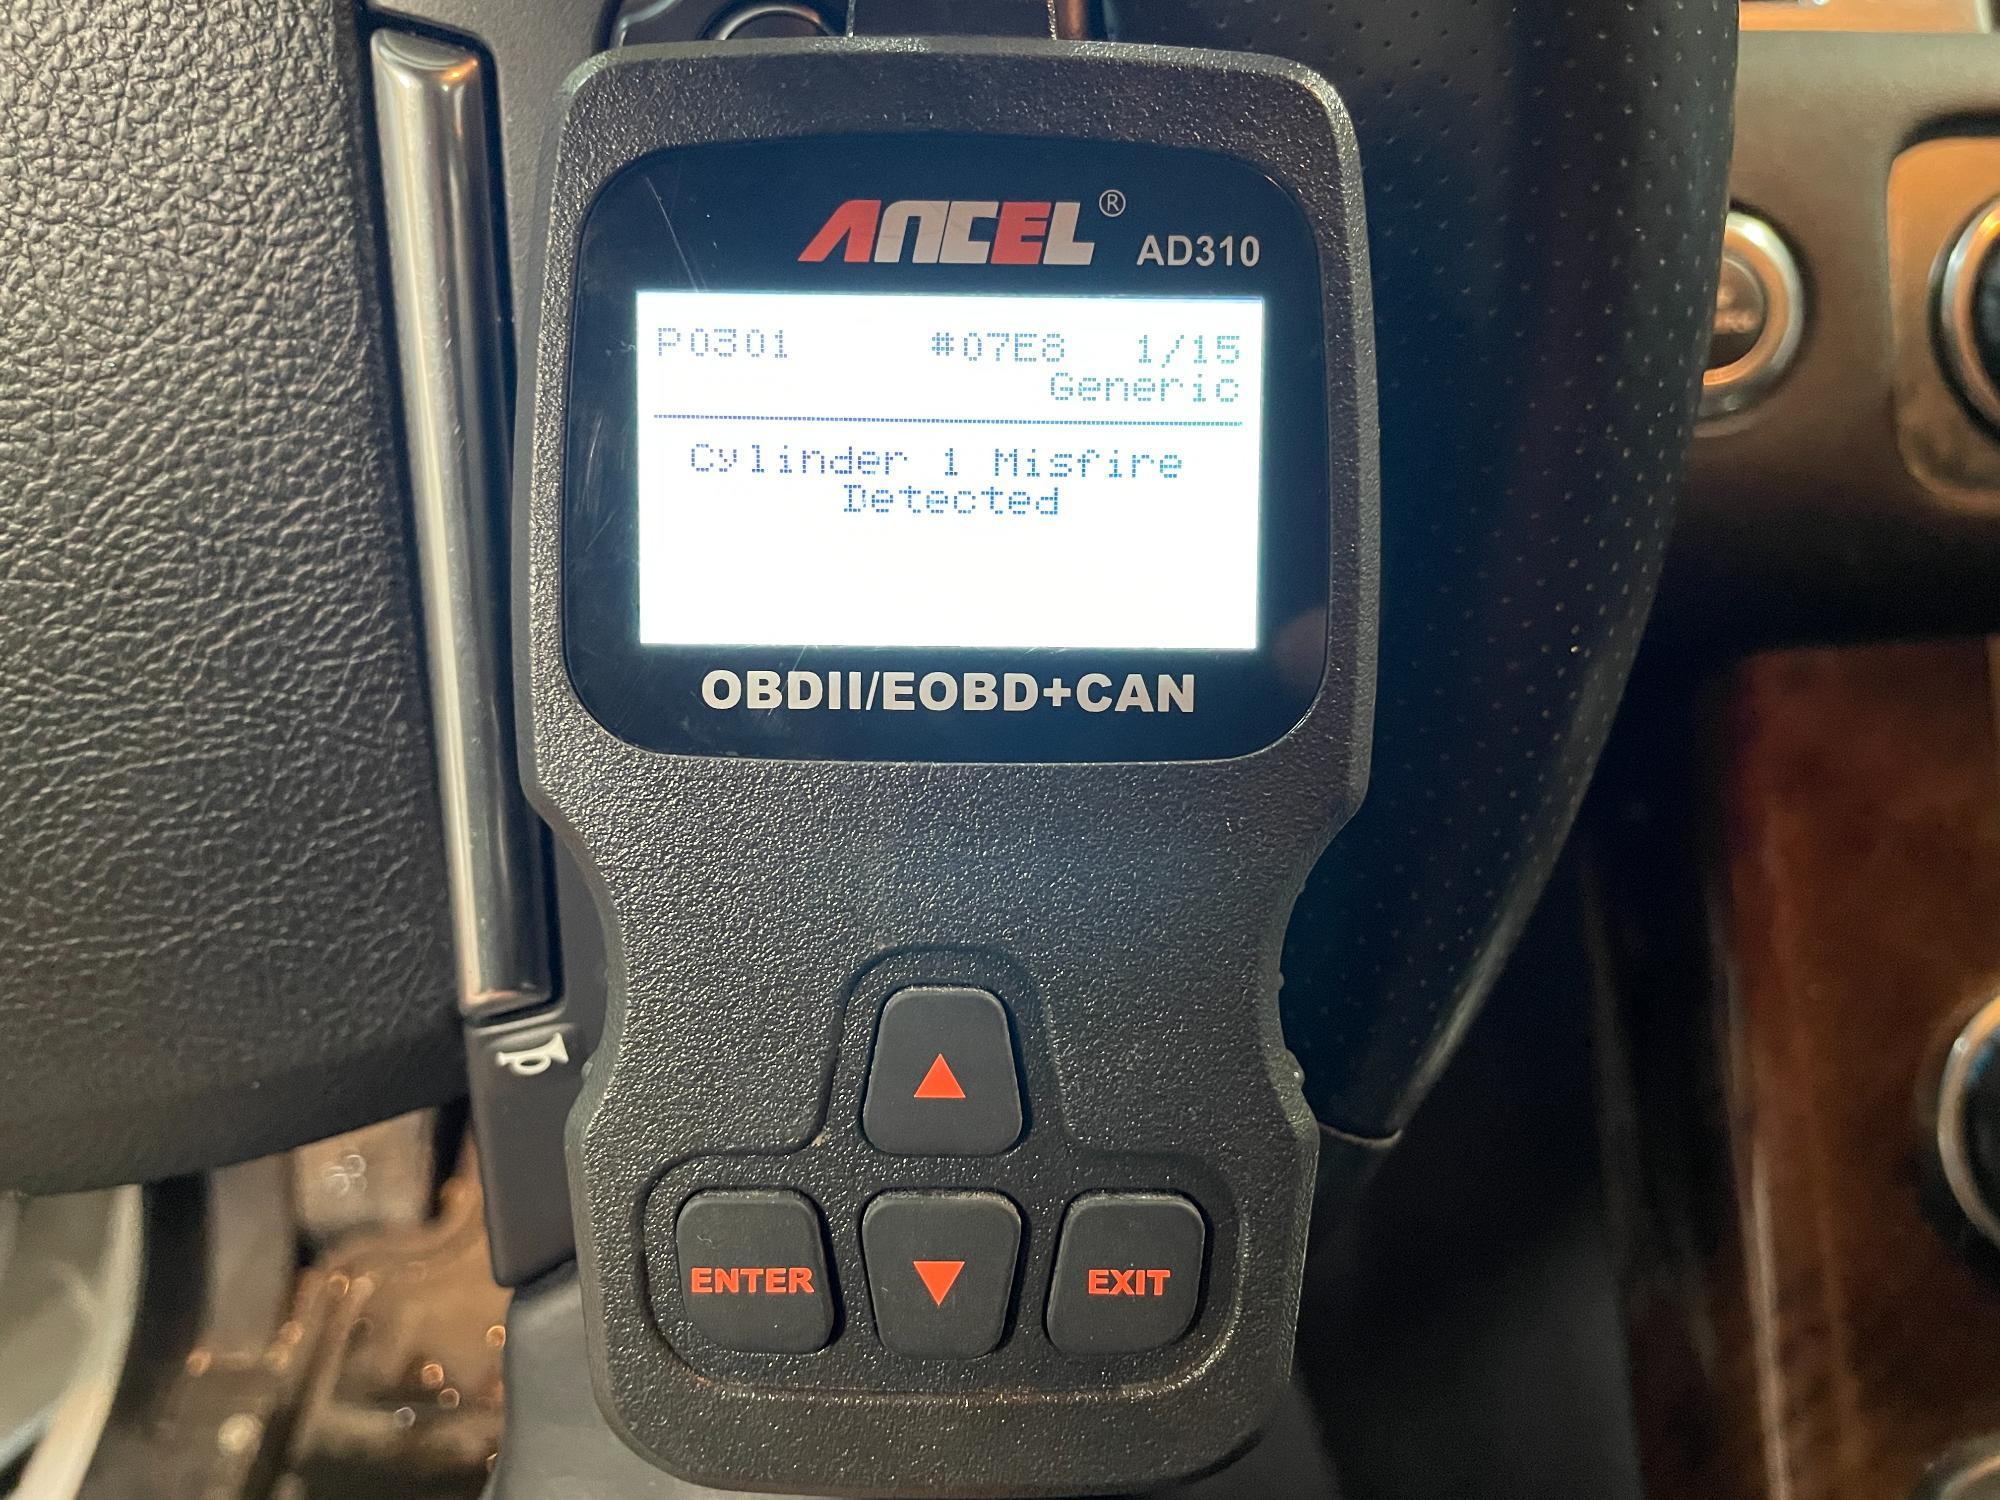 ANCEL® AD310
P0301 #07E8 1/15
Generic
Cylinder 1 Misfire
Detected
OBDII/EOBD+CAN
ENTER EXIT